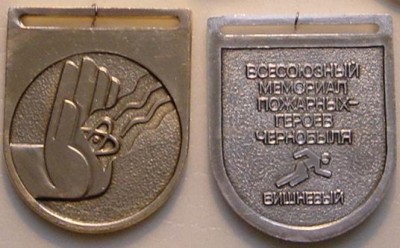 ВСЕСОЮЗНЫЙ
МЕМОРИАЛ
ПОЖАРНЫХ-
ГЕРОЕВ
ЧЕРНОБЫЛЯ
ВИШНЕВЫЙ